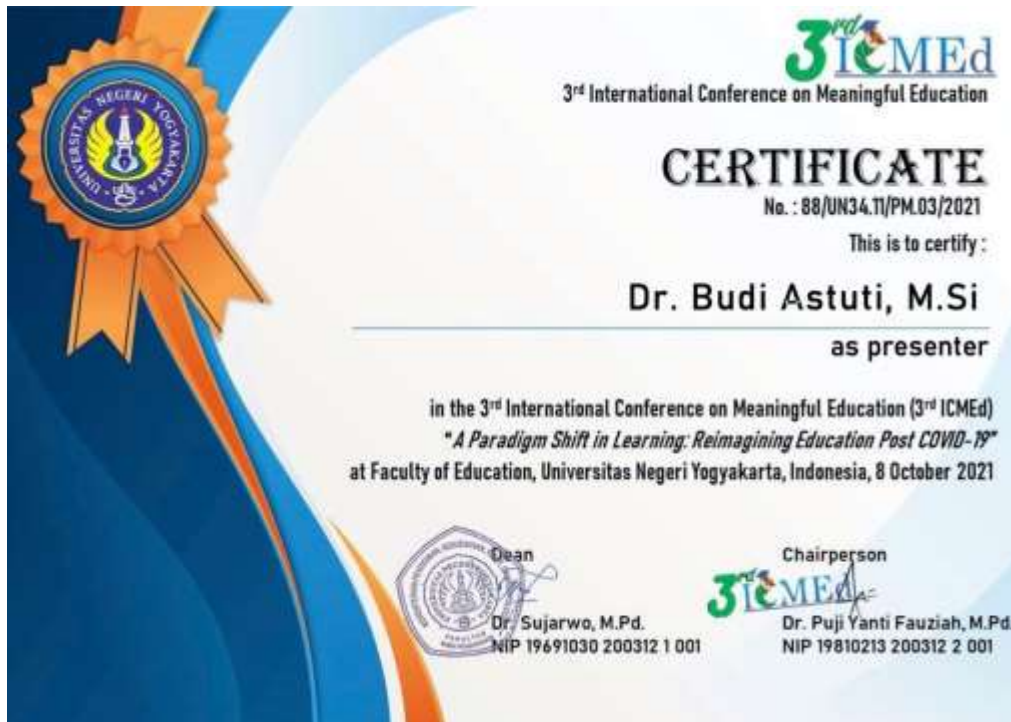 UNIVERSITAS NEGERI YOGYAKARTA
UNY
3rd ICMEd
3rd International Conference on Meaningful Education
CERTIFICATE
No. : 88/UN34.11/PM.03/2021
This is to certify :
Dr. Budi Astuti, M.Si
as presenter
in the 3rd International Conference on Meaningful Education (3rd ICMEd)
"A Paradigm Shift in Learning: Reimagining Education Post COVID-19"
at Faculty of Education, Universitas Negeri Yogyakarta, Indonesia, 8 October 2021
Dean
Dr. Sujarwo, M.Pd.
NIP 19691030 200312 1 001
Chairperson
3rd ICMEd
Dr. Puji Yanti Fauziah, M.Pd
NIP 19810213 200312 2 001